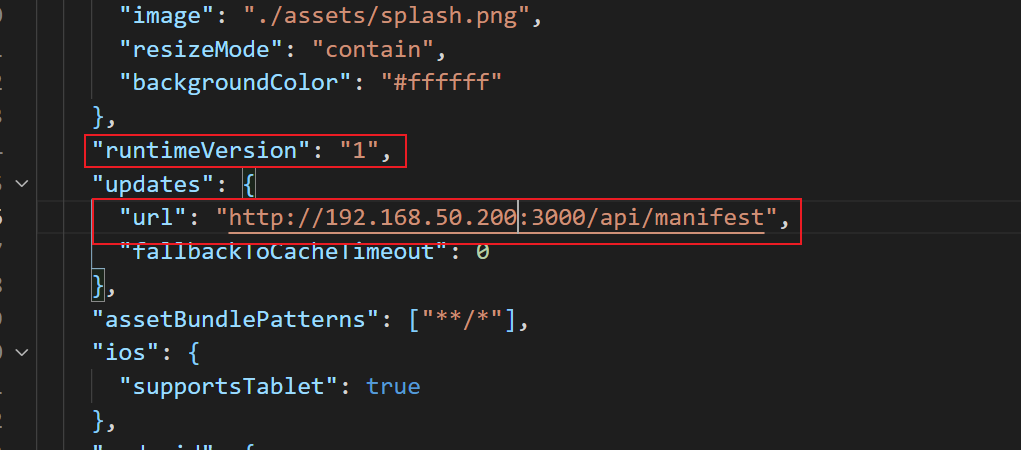 "image": "./assets/splash.png",
"resizeMode": "contain",
"backgroundColor": "#ffffff"
},
"runtimeVersion": "1",
"updates": {
"url": "http://192.168.50.200:3000/api/manifest",
"fallbackToCacheTimeout": 0
},
"assetBundlePatterns": ["**/*"],
"ios": {
"supportsTablet": true
},